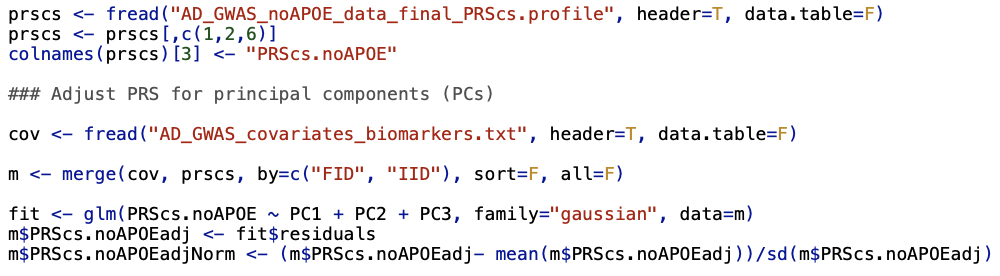 prscs <- fread("AD_GWAS_noAPOE_data_final_PRScs.profile", header=T, data.table=F)
prscs <- prscs[,c(1,2,6)]
colnames(prscs)[3] <- "PRScs.noAPOE"
### Adjust PRS for principal components (PCs)
cov <- fread("AD_GWAS_covariates_biomarkers.txt", header=T, data.table=F)
m <- merge(cov, prscs, by=c("FID", "IID"), sort=F, all=F)
fit <- glm(PRScs.noAPOE ~ PC1 + PC2 + PC3, family="gaussian", data=m)
m$PRScs.noAPOEadj <- fit$residuals
m$PRScs.noAPOEadjNorm <- (m$PRScs.noAPOEadj- mean(m$PRScs.noAPOEadj))/sd(m$PRScs.noAPOEadj)